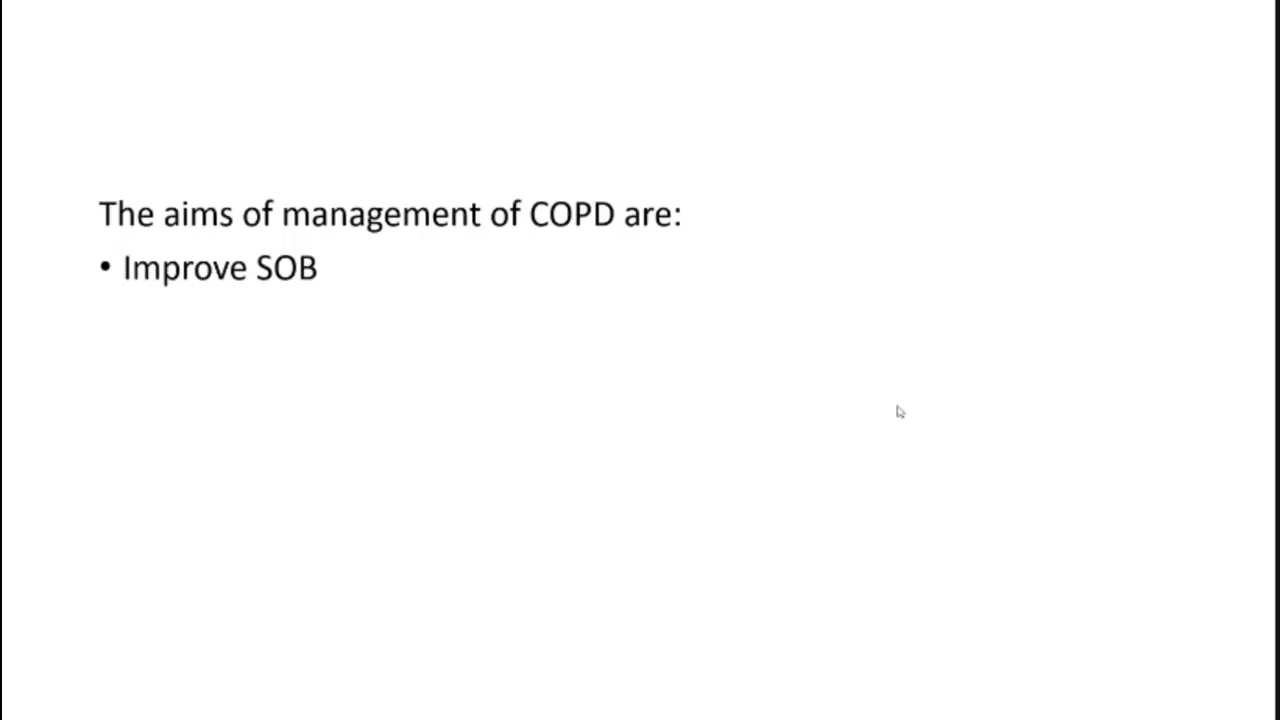 The aims of management of COPD are:
• Improve SOB